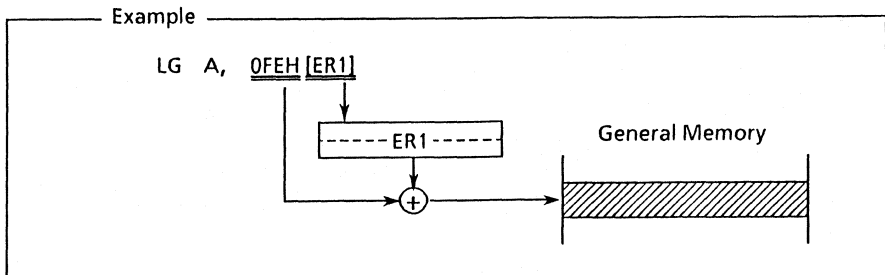 Example
LG A, 0FEH [ER1]
ER1
General Memory
+